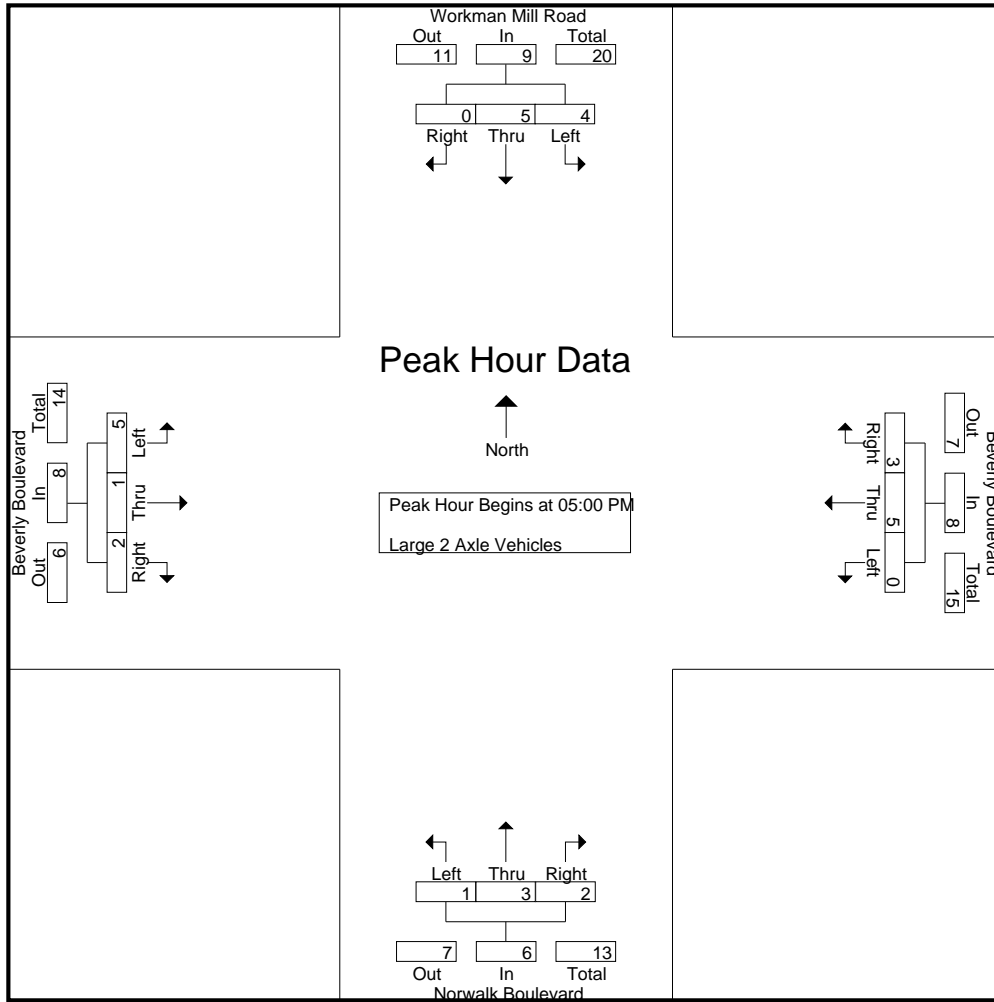 Workman Mill Road
Out In Total
11 9 20
0 5 4
Right Thru Left
Peak Hour Data
North
Peak Hour Begins at 05:00 PM
Large 2 Axle Vehicles
Beverly Boulevard
Out In Total
6 8 14
5 1 2
Left Thru Right
Beverly Boulevard
Out In Total
7 8 15
3 5 0
Right Thru Left
Left Thru Right
1 3 2
7 6 13
Out In Total
Norwalk Boulevard